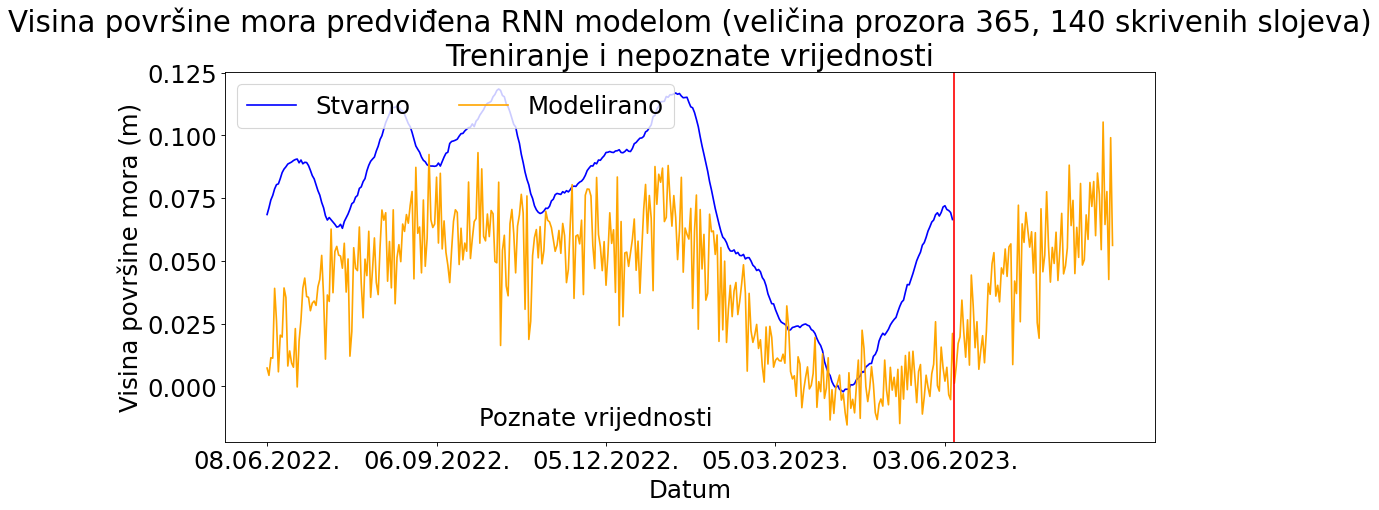 Visina površine mora predviđena RNN modelom (veličina prozora 365, 140 skrivenih slojeva)
Treniranje i nepoznate vrijednosti
Visina površine mora (m)
0.125
0.100
0.075
0.050
0.025
0.000
Stvarno Modelirano
Poznate vrijednosti
08.06.2022. 06.09.2022. 05.12.2022. 05.03.2023. 03.06.2023.
Datum